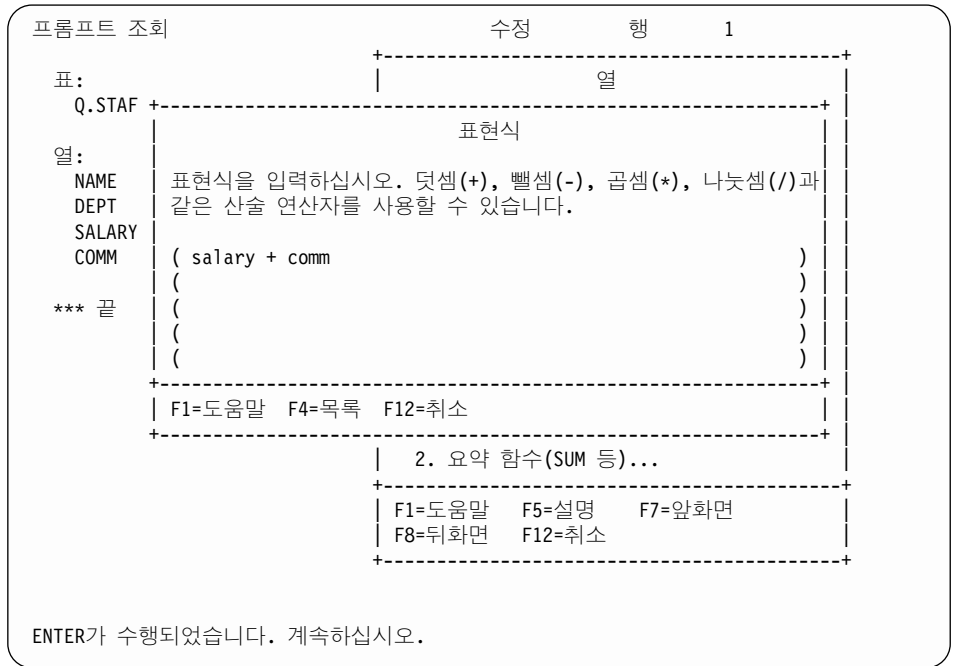 프롬프트 조회 수정 행 1
표: 열
Q.STAF
표현식
열:
NAME 표현식을 입력하십시오. 덧셈(+), 뺄셈(-), 곱셈(*), 나눗셈(/)과
DEPT 같은 산술 연산자를 사용할 수 있습니다.
SALARY
COMM ( salary + comm )
( )
*** 끝 ( )
( )
( )
F1=도움말 F4=목록 F12=취소
2. 요약 함수(SUM 등)...
F1=도움말 F5=설명 F7=앞화면
F8=뒤화면 F12=취소
ENTER가 수행되었습니다. 계속하십시오.